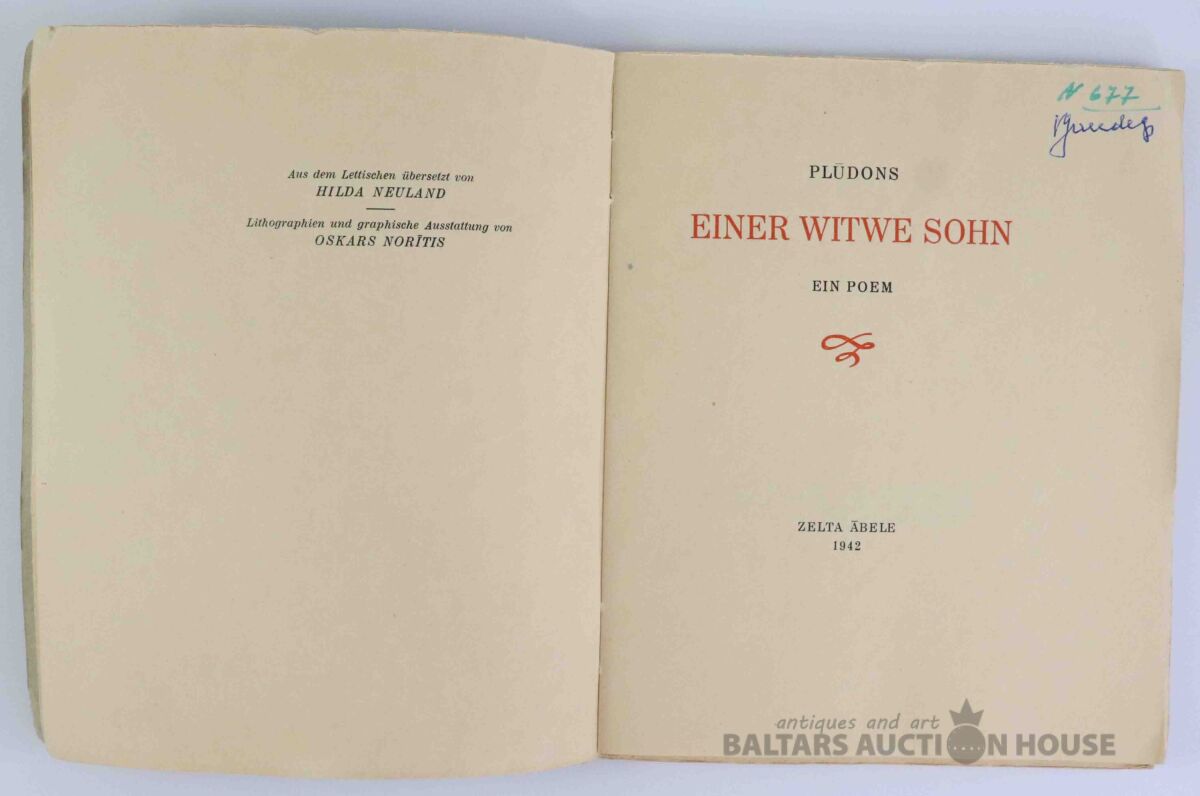 Aus dem Lettischen übersetzt von
HILDA NEULAND
Lithographien und graphische Ausstattung von
OSKARS NORĪTIS
N 677
PLŪDONS
EINER WITWE SOHN
EIN POEM
ZELTA ĀBELE
1942
antiques and art
BALTARS AUCTION HOUSE